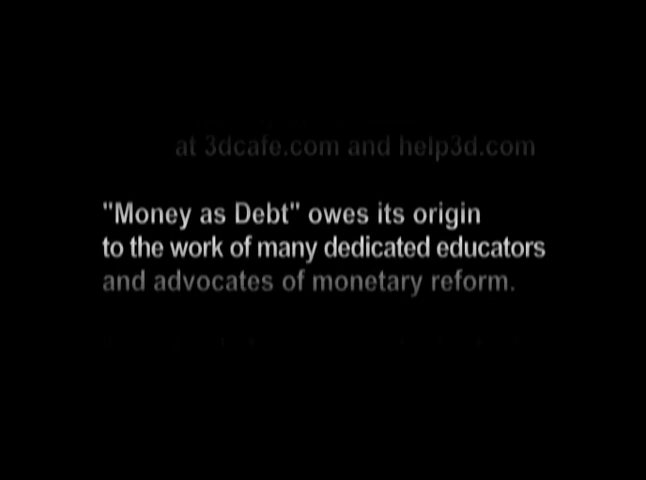 at 3dcafe.com and help3d.com
"Money as Debt" owes its origin
to the work of many dedicated educators
and advocates of monetary reform.